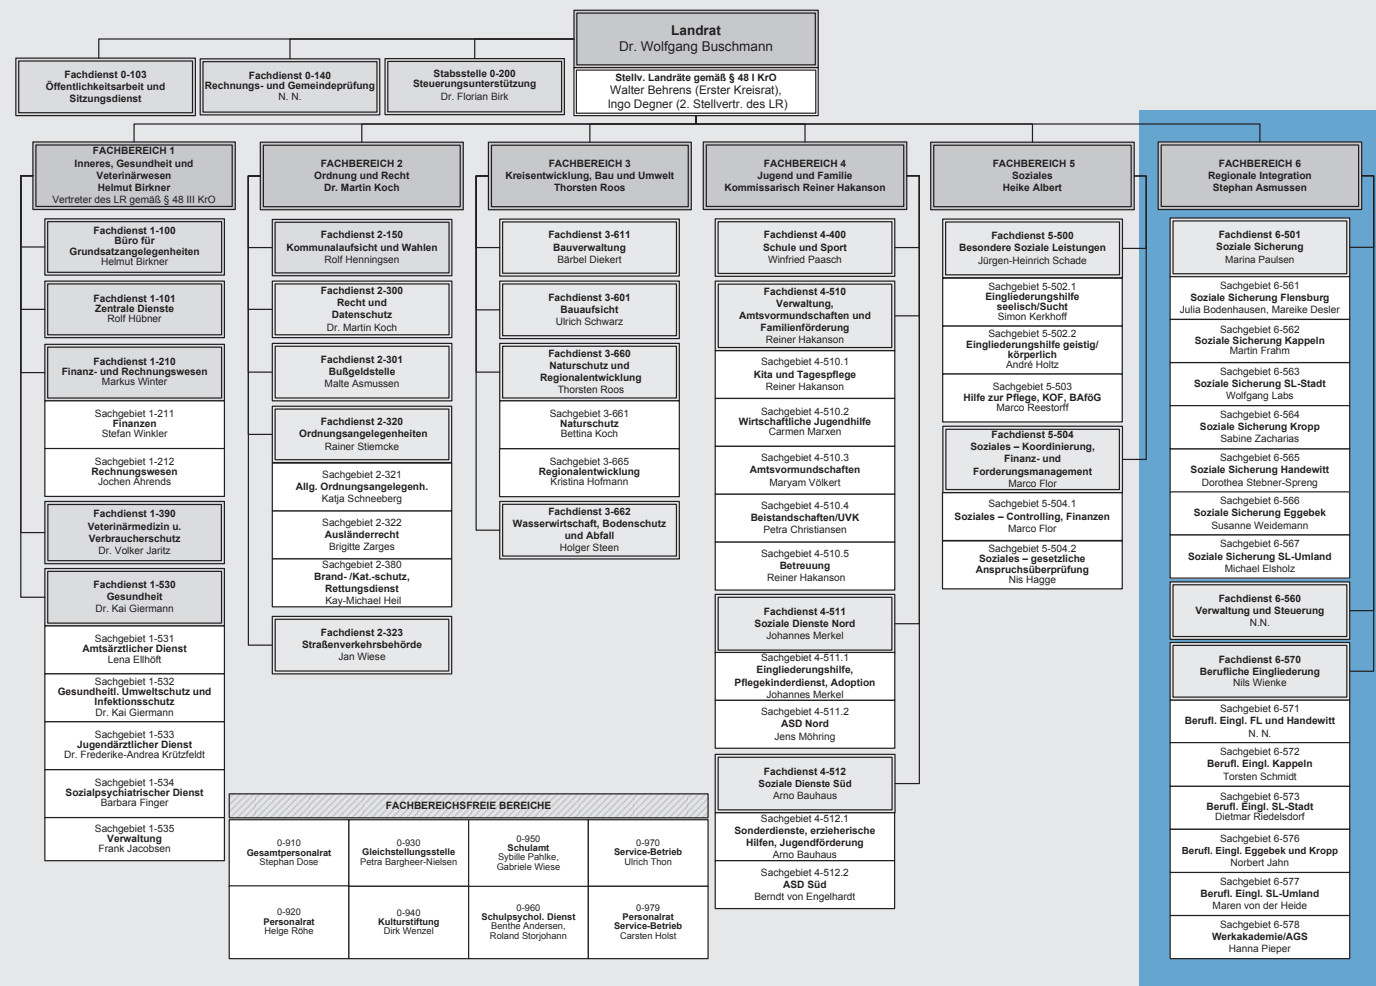 Landrat
Dr. Wolfgang Buschmann
Stellv. Landräte gemäß § 48 I KrO
Walter Behrens (Erster Kreisrat),
Ingo Degner (2. Stellvertr. des LR)
Fachdienst 0-103
Öffentlichkeitsarbeit und
Sitzungsdienst
Fachdienst 0-140
Rechnungs- und Gemeindeprüfung
N. N.
Stabsstelle 0-200
Steuerungsunterstützung
Dr. Florian Birk
FACHBEREICH 1
Inneres, Gesundheit und
Veterinärwesen
Helmut Birkner
Vertreter des LR gemäß § 48 III KrO
Fachdienst 1-100
Büro für
Grundsatzangelegenheiten
Helmut Birkner
Fachdienst 1-101
Zentrale Dienste
Rolf Hübner
Fachdienst 1-210
Finanz- und Rechnungswesen
Markus Winter
Sachgebiet 1-211
Finanzen
Stefan Winkler
Sachgebiet 1-212
Rechnungswesen
Jochen Ahrends
Fachdienst 1-390
Veterinärmedizin u.
Verbraucherschutz
Dr. Volker Jaritz
Fachdienst 1-530
Gesundheit
Dr. Kai Giermann
Sachgebiet 1-531
Amtsärztlicher Dienst
Lena Ellhöft
Sachgebiet 1-532
Gesundheitl. Umweltschutz und
Infektionsschutz
Dr. Kai Giermann
Sachgebiet 1-533
Jugendärztlicher Dienst
Dr. Frederike-Andrea Krützfeldt
Sachgebiet 1-534
Sozialpsychiatrischer Dienst
Barbara Finger
Sachgebiet 1-535
Verwaltung
Frank Jacobsen
FACHBEREICH 2
Ordnung und Recht
Dr. Martin Koch
Fachdienst 2-150
Kommunalaufsicht und Wahlen
Rolf Henningsen
Fachdienst 2-300
Recht und
Datenschutz
Dr. Martin Koch
Fachdienst 2-301
Bußgeldstelle
Malte Asmussen
Fachdienst 2-320
Ordnungsangelegenheiten
Rainer Stiemcke
Sachgebiet 2-321
Allg. Ordnungsangelegenh.
Katja Schneeberg
Sachgebiet 2-322
Ausländerrecht
Brigitte Zarges
Sachgebiet 2-380
Brand- /Kat.-schutz,
Rettungsdienst
Kay-Michael Heil
Fachdienst 2-323
Straßenverkehrsbehörde
Jan Wiese
FACHBEREICH 3
Kreisentwicklung, Bau und Umwelt
Thorsten Roos
Fachdienst 3-611
Bauverwaltung
Bärbel Diekert
Fachdienst 3-601
Bauaufsicht
Ulrich Schwarz
Fachdienst 3-660
Naturschutz und
Regionalentwicklung
Thorsten Roos
Sachgebiet 3-661
Naturschutz
Bettina Koch
Sachgebiet 3-665
Regionalentwicklung
Kristina Hofmann
Fachdienst 3-662
Wasserwirtschaft, Bodenschutz
und Abfall
Holger Steen
FACHBEREICH 4
Jugend und Familie
Kommissarisch Reiner Hakanson
Fachdienst 4-400
Schule und Sport
Winfried Paasch
Fachdienst 4-510
Verwaltung,
Amtsvormundschaften und
Familienförderung
Reiner Hakanson
Sachgebiet 4-510.1
Kita und Tagespflege
Reiner Hakanson
Sachgebiet 4-510.2
Wirtschaftliche Jugendhilfe
Carmen Marxen
Sachgebiet 4-510.3
Amtsvormundschaften
Maryam Völkert
Sachgebiet 4-510.4
Beistandschaften/UVK
Petra Christiansen
Sachgebiet 4-510.5
Betreuung
Reiner Hakanson
Fachdienst 4-511
Soziale Dienste Nord
Johannes Merkel
Sachgebiet 4-511.1
Eingliederungshilfe,
Pflegekinderdienst, Adoption
Johannes Merkel
Sachgebiet 4-511.2
ASD Nord
Jens Möhring
Fachdienst 4-512
Soziale Dienste Süd
Arno Bauhaus
Sachgebiet 4-512.1
Sonderdienste, erzieherische
Hilfen, Jugendförderung
Arno Bauhaus
Sachgebiet 4-512.2
ASD Süd
Berndt von Engelhardt
FACHBEREICH 5
Soziales
Heike Albert
Fachdienst 5-500
Besondere Soziale Leistungen
Jürgen-Heinrich Schade
Sachgebiet 5-502.1
Eingliederungshilfe
seelisch/Sucht
Simon Kerkhoff
Sachgebiet 5-502.2
Eingliederungshilfe geistig/
körperlich
André Holtz
Sachgebiet 5-503
Hilfe zur Pflege, KOF, BAföG
Marco Reestorff
Fachdienst 5-504
Soziales – Koordinierung,
Finanz- und
Forderungsmanagement
Marco Flor
Sachgebiet 5-504.1
Soziales – Controlling, Finanzen
Marco Flor
Sachgebiet 5-504.2
Soziales – gesetzliche
Anspruchsüberprüfung
Nis Hagge
FACHBEREICH 6
Regionale Integration
Stephan Asmussen
Fachdienst 6-501
Soziale Sicherung
Marina Paulsen
Sachgebiet 6-561
Soziale Sicherung Flensburg
Julia Bodenhausen, Mareike Desler
Sachgebiet 6-562
Soziale Sicherung Kappeln
Martin Frahm
Sachgebiet 6-563
Soziale Sicherung SL-Stadt
Wolfgang Labs
Sachgebiet 6-564
Soziale Sicherung Kropp
Sabine Zacharias
Sachgebiet 6-565
Soziale Sicherung Handewitt
Dorothea Stebner-Spreng
Sachgebiet 6-566
Soziale Sicherung Eggebek
Susanne Weidemann
Sachgebiet 6-567
Soziale Sicherung SL-Umland
Michael Elsholz
Fachdienst 6-560
Verwaltung und Steuerung
N.N.
Fachdienst 6-570
Berufliche Eingliederung
Nils Wienke
Sachgebiet 6-571
Berufl. Eingl. FL und Handewitt
N. N.
Sachgebiet 6-572
Berufl. Eingl. Kappeln
Torsten Schmidt
Sachgebiet 6-573
Berufl. Eingl. SL-Stadt
Dietmar Riedelsdorf
Sachgebiet 6-576
Berufl. Eingl. Eggebek und Kropp
Norbert Jahn
Sachgebiet 6-577
Berufl. Eingl. SL-Umland
Maren von der Heide
Sachgebiet 6-578
Werkakademie/AGS
Hanna Pieper
FACHBEREICHSFREIE BEREICHE
0-910
Gesamtpersonalrat
Stephan Dose
0-930
Gleichstellungsstelle
Petra Bargheer-Nielsen
0-950
Schulamt
Sybille Pahlke,
Gabriele Wiese
0-970
Service-Betrieb
Ulrich Thon
0-920
Personalrat
Helge Röhe
0-940
Kulturstiftung
Dirk Wenzel
0-960
Schulpsychol. Dienst
Benthe Andersen,
Roland Storjohann
0-979
Personalrat
Service-Betrieb
Carsten Holst